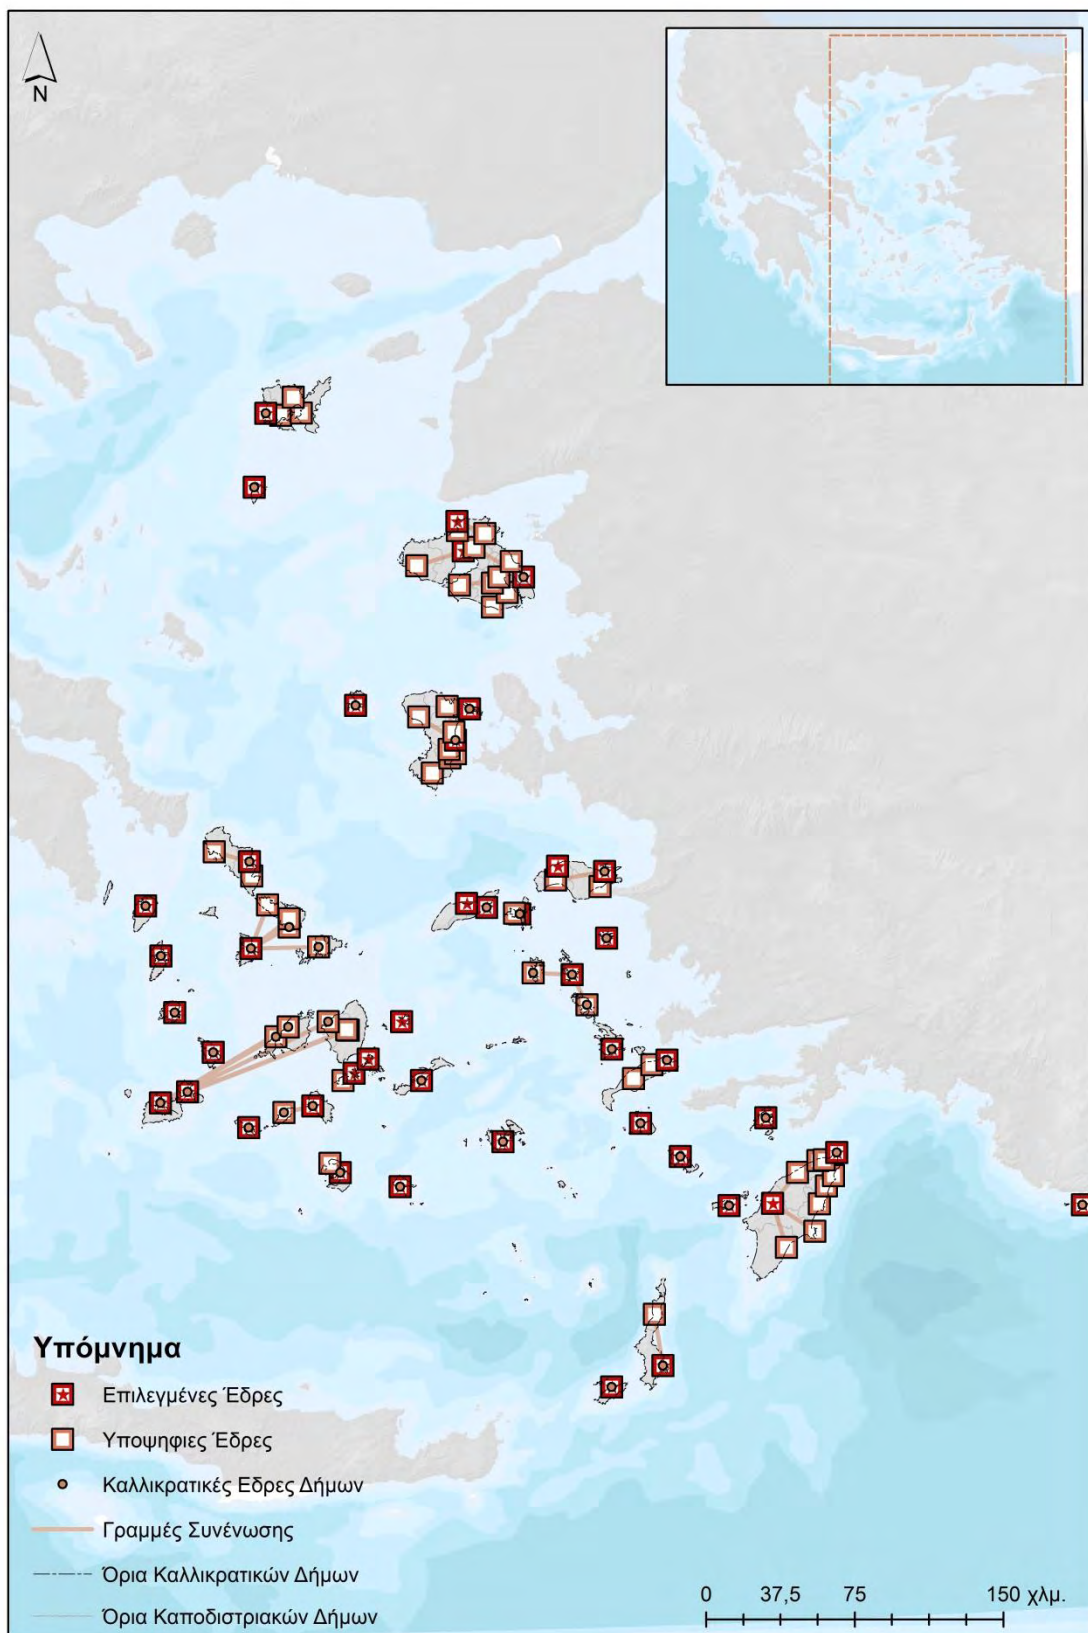 N
Υπόμνημα
Επιλεγμένες Έδρες
Υποψηφιες Έδρες
Καλλικρατικές Εδρες Δήμων
Γραμμές Συνένωσης
Όρια Καλλικρατικών Δήμων
Όρια Καποδιστριακών Δήμων
0 37,5 75 150 χλμ.